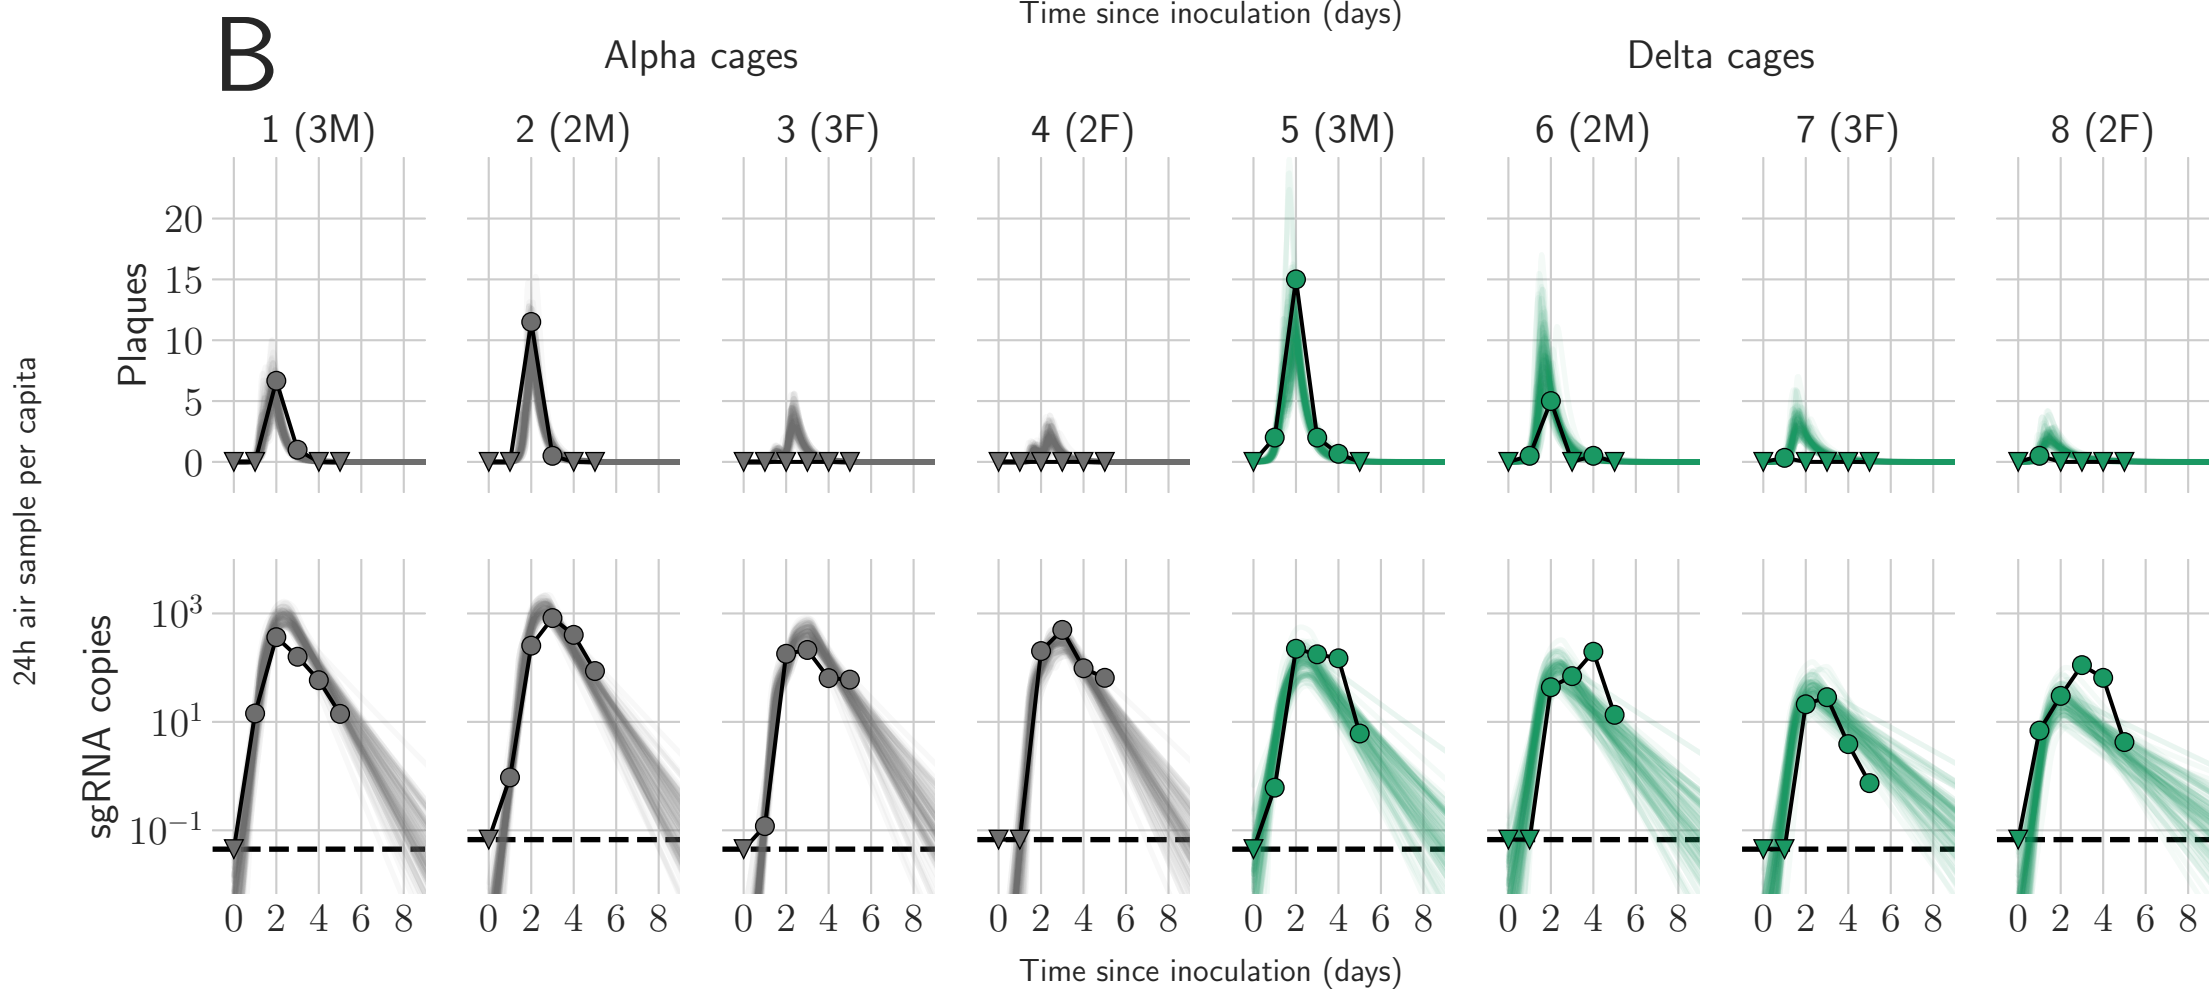 Time since inoculation (days)
B
Alpha cages
Delta cages
1 (3M)
2 (2M)
3 (3F)
4 (2F)
5 (3M)
6 (2M)
7 (3F)
8 (2F)
24h air sample per capita
Plaques
20
15
10
5
0
sgRNA copies
10³
10¹
10⁻¹
0 2 4 6 8
0 2 4 6 8
0 2 4 6 8
0 2 4 6 8
0 2 4 6 8
0 2 4 6 8
0 2 4 6 8
0 2 4 6 8
Time since inoculation (days)